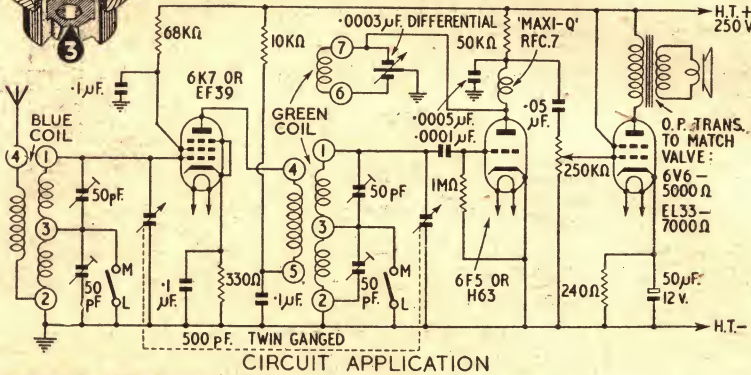 3
.1µF.
68KΩ
10KΩ
.0003µF. DIFFERENTIAL
7
6
50KΩ
'MAXI-Q'
RFC.7
H.T.+
250 V.
6K7 OR
EF39
GREEN
COIL
.0005µF.
.0001µF.
.05
µF.
BLUE
COIL
4
1
3
2
50pF.
50
PF.
M
L
.1
µF.
330Ω
4
5
.1µF.
1
3
2
50pF
50
PF.
M
L
1MΩ
6F5 OR
H63
250KΩ
O.P. TRANS.
TO MATCH
VALVE:
6V6–
5000Ω
EL33–
7000Ω
240Ω
50µF.
12 V.
H.T.-
500 pF. TWIN GANGED
CIRCUIT APPLICATION